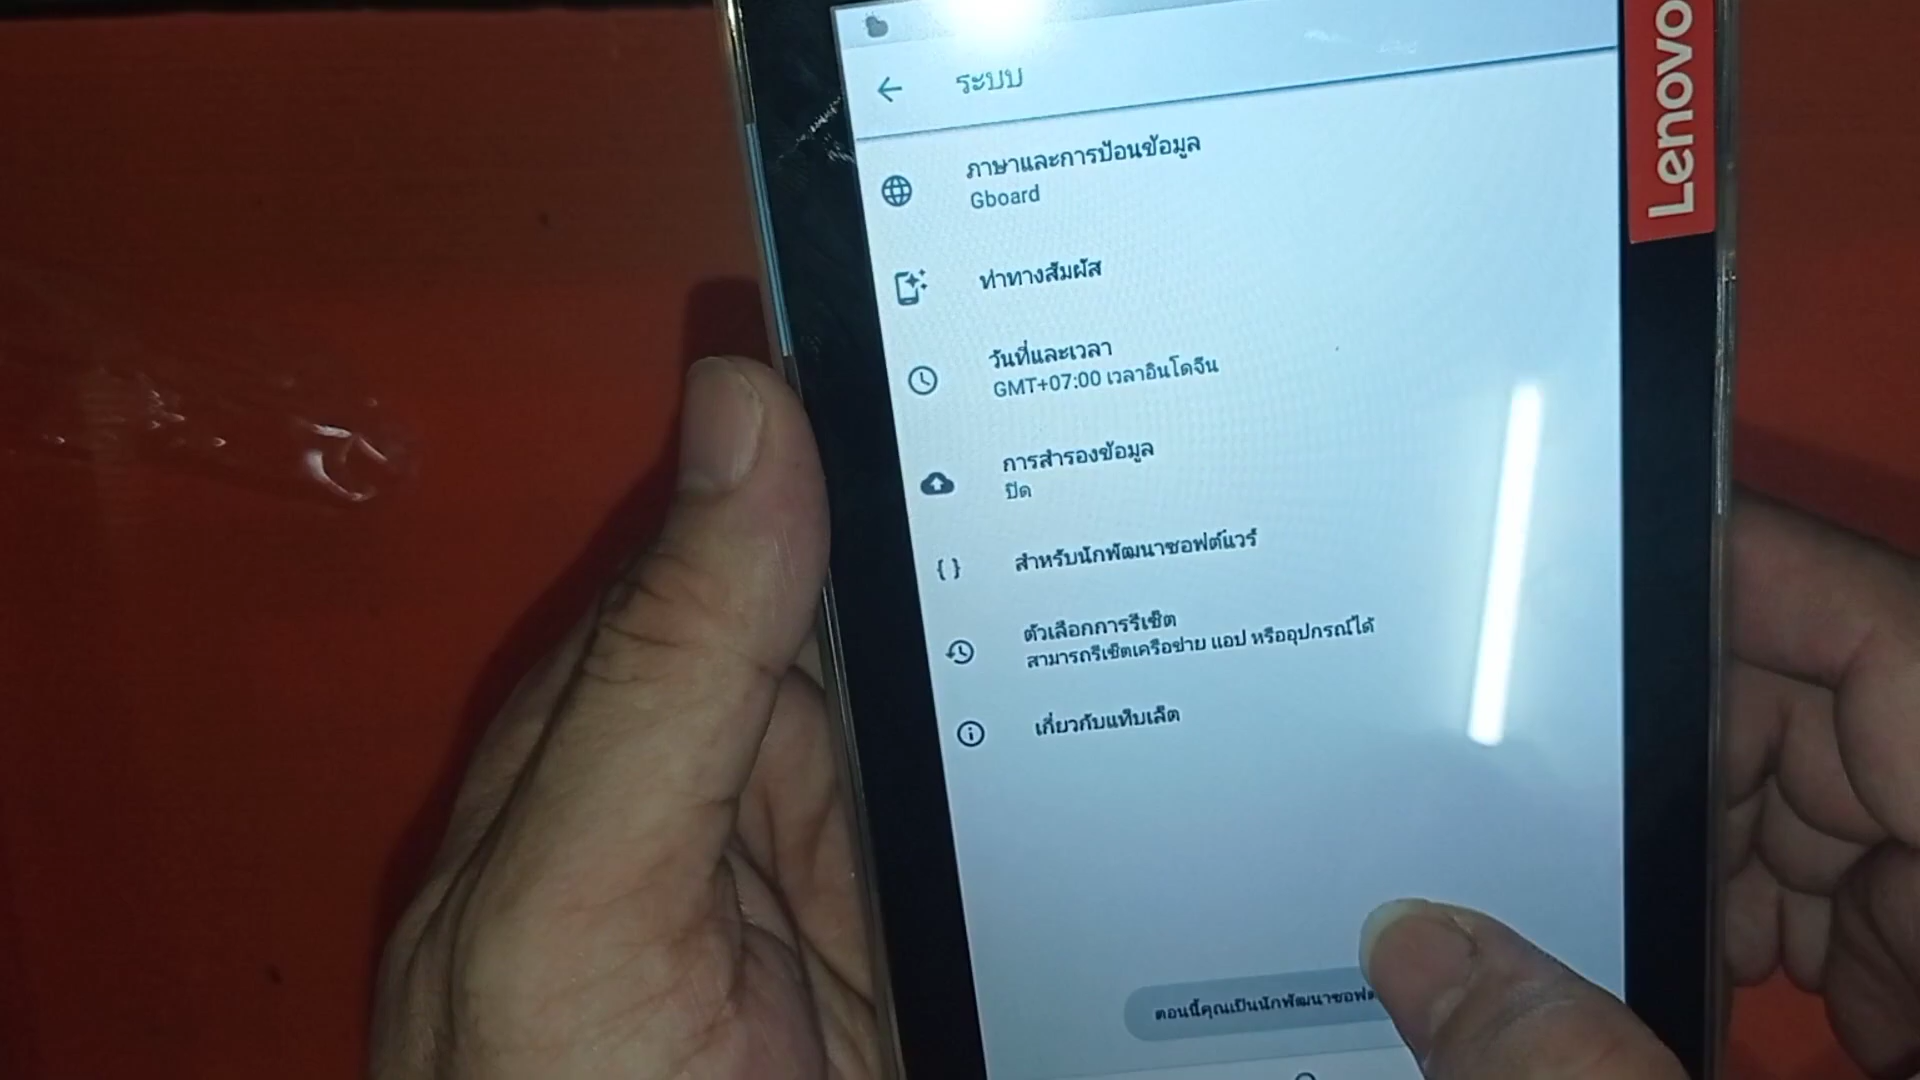 ระบบ
Lenovo
ภาษาและการป้อนข้อมูล
Gboard
ท่าทางสัมผัส
วันที่และเวลา
GMT+07:00 เวลาอินโดจีน
การสำรองข้อมูล
ปิด
สำหรับนักพัฒนาซอฟต์แวร์
ตัวเลือกการรีเซ็ต
สามารถรีเซ็ตเครือข่าย แอป หรืออุปกรณ์ได้
เกี่ยวกับแท็บเล็ต
ตอนนี้คุณเป็นนักพัฒนาซอฟ